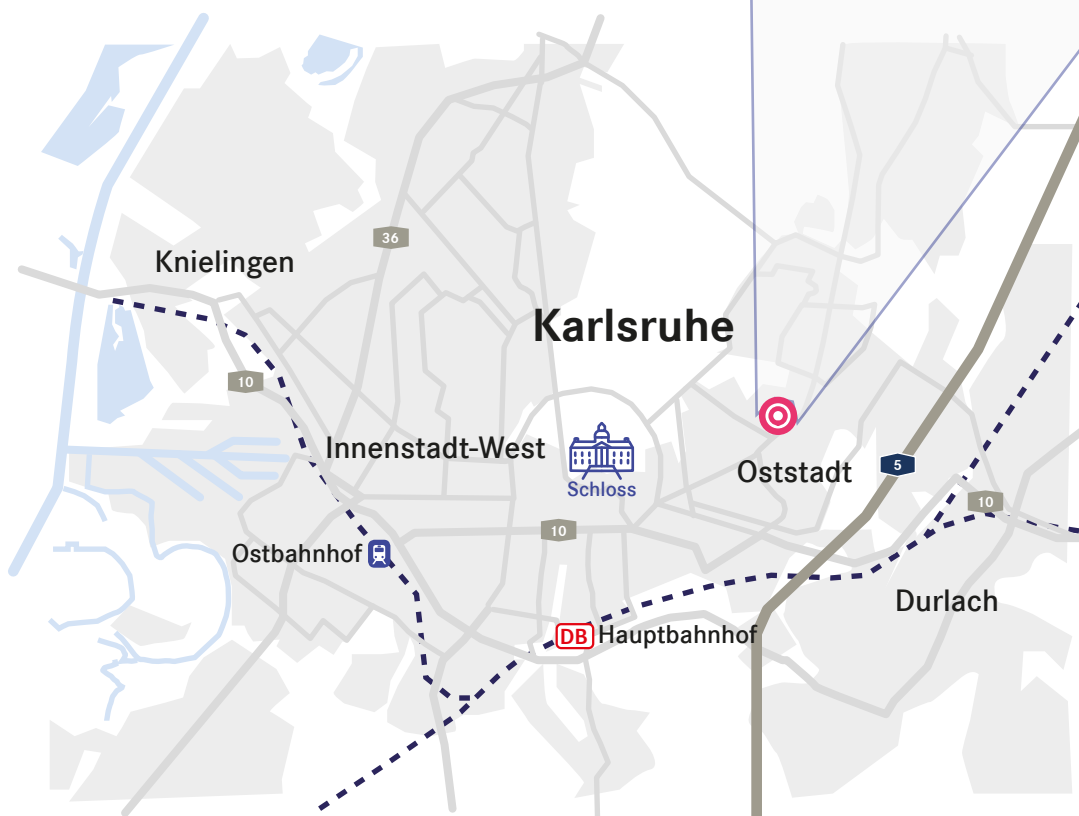 36
Knielingen
Karlsruhe
10
Innenstadt-West
Schloss
Oststadt
5
10
10
Ostbahnhof
Durlach
DB Hauptbahnhof